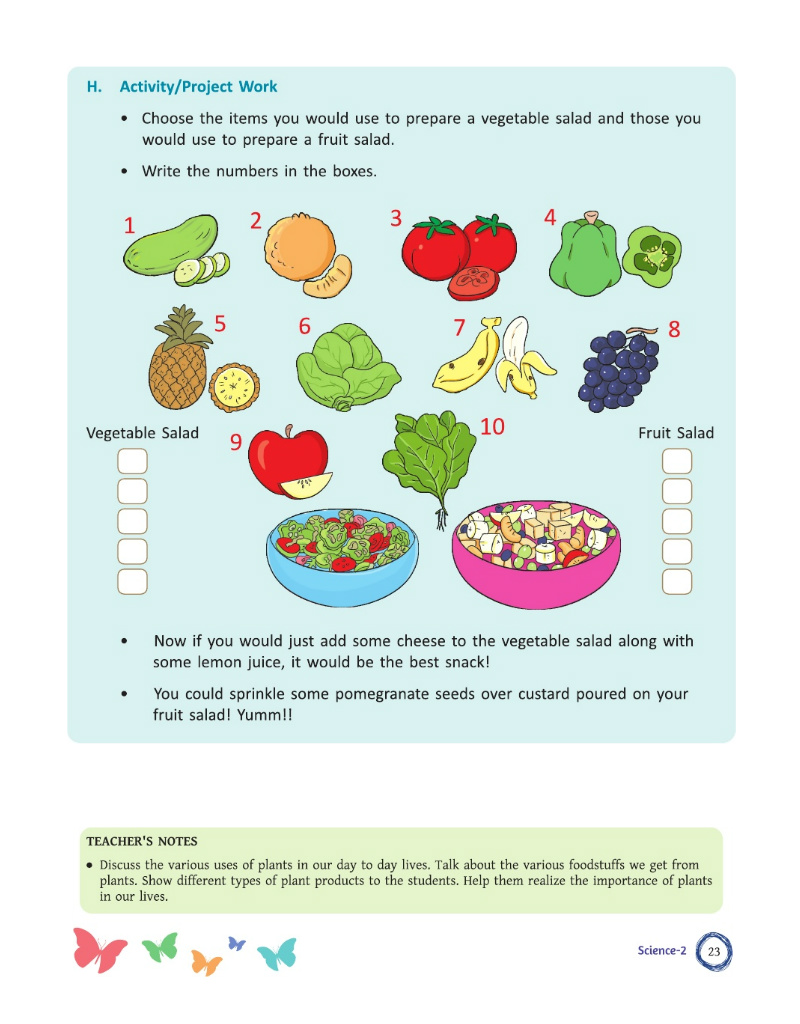 H. Activity/Project Work
• Choose the items you would use to prepare a vegetable salad and those you
would use to prepare a fruit salad.
• Write the numbers in the boxes.
1
2
3
4
5
6
7
8
Vegetable Salad
9
10
Fruit Salad
• Now if you would just add some cheese to the vegetable salad along with
some lemon juice, it would be the best snack!
• You could sprinkle some pomegranate seeds over custard poured on your
fruit salad! Yumm!!
TEACHER'S NOTES
• Discuss the various uses of plants in our day to day lives. Talk about the various foodstuffs we get from
plants. Show different types of plant products to the students. Help them realize the importance of plants
in our lives.
Science-2 23